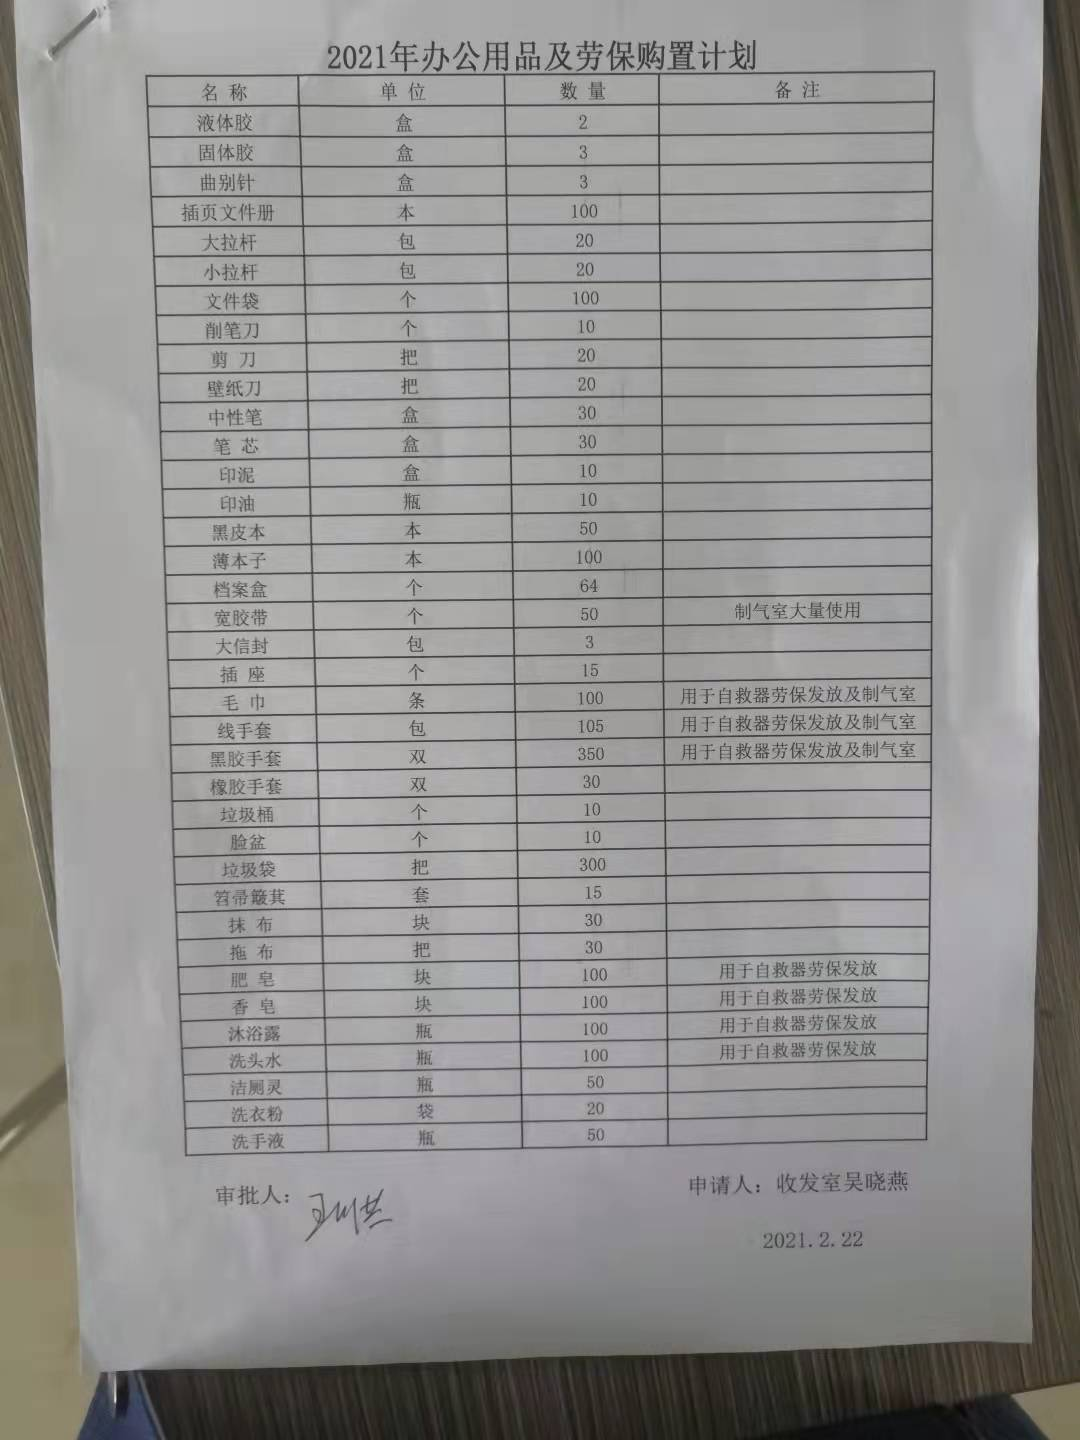 2021年办公用品及劳保购置计划
名 称 单 位 数 量 备 注
液体胶 盒 2
固体胶 盒 3
曲别针 盒 3
插页文件册 本 100
大拉杆 包 20
小拉杆 包 20
文件袋 个 100
削笔刀 个 10
剪 刀 把 20
壁纸刀 把 20
中性笔 盒 30
笔 芯 盒 30
印泥 盒 10
印油 瓶 10
黑皮本 本 50
薄本子 本 100
档案盒 个 64
宽胶带 个 50 制气室大量使用
大信封 包 3
插 座 个 15
毛 巾 条 100 用于自救器劳保发放及制气室
线手套 包 105 用于自救器劳保发放及制气室
黑胶手套 双 350 用于自救器劳保发放及制气室
橡胶手套 双 30
垃圾桶 个 10
脸盆 个 10
垃圾袋 把 300
笤帚簸萁 套 15
抹 布 块 30
拖 布 把 30
肥 皂 块 100 用于自救器劳保发放
香 皂 块 100 用于自救器劳保发放
沐浴露 瓶 100 用于自救器劳保发放
洗头水 瓶 100 用于自救器劳保发放
洁厕灵 瓶 50
洗衣粉 袋 20
洗手液 瓶 50
审批人： 申请人：收发室吴晓燕
2021.2.22